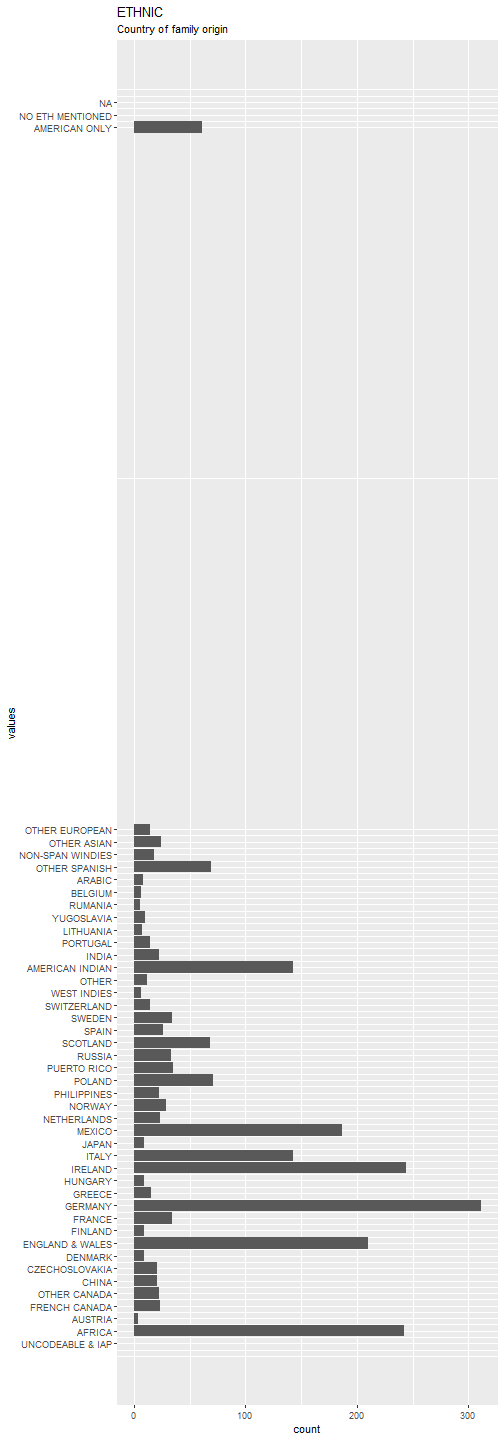 ETHNIC
Country of family origin
NA
NO ETH MENTIONED
AMERICAN ONLY
values
OTHER EUROPEAN
OTHER ASIAN
NON-SPAN WINDIES
OTHER SPANISH
ARABIC
BELGIUM
RUMANIA
YUGOSLAVIA
LITHUANIA
PORTUGAL
INDIA
AMERICAN INDIAN
OTHER
WEST INDIES
SWITZERLAND
SWEDEN
SPAIN
SCOTLAND
RUSSIA
PUERTO RICO
POLAND
PHILIPPINES
NORWAY
NETHERLANDS
MEXICO
JAPAN
ITALY
IRELAND
HUNGARY
GREECE
GERMANY
FRANCE
FINLAND
ENGLAND & WALES
DENMARK
CZECHOSLOVAKIA
CHINA
OTHER CANADA
FRENCH CANADA
AUSTRIA
AFRICA
UNCODEABLE & IAP
0 100 200 300
count